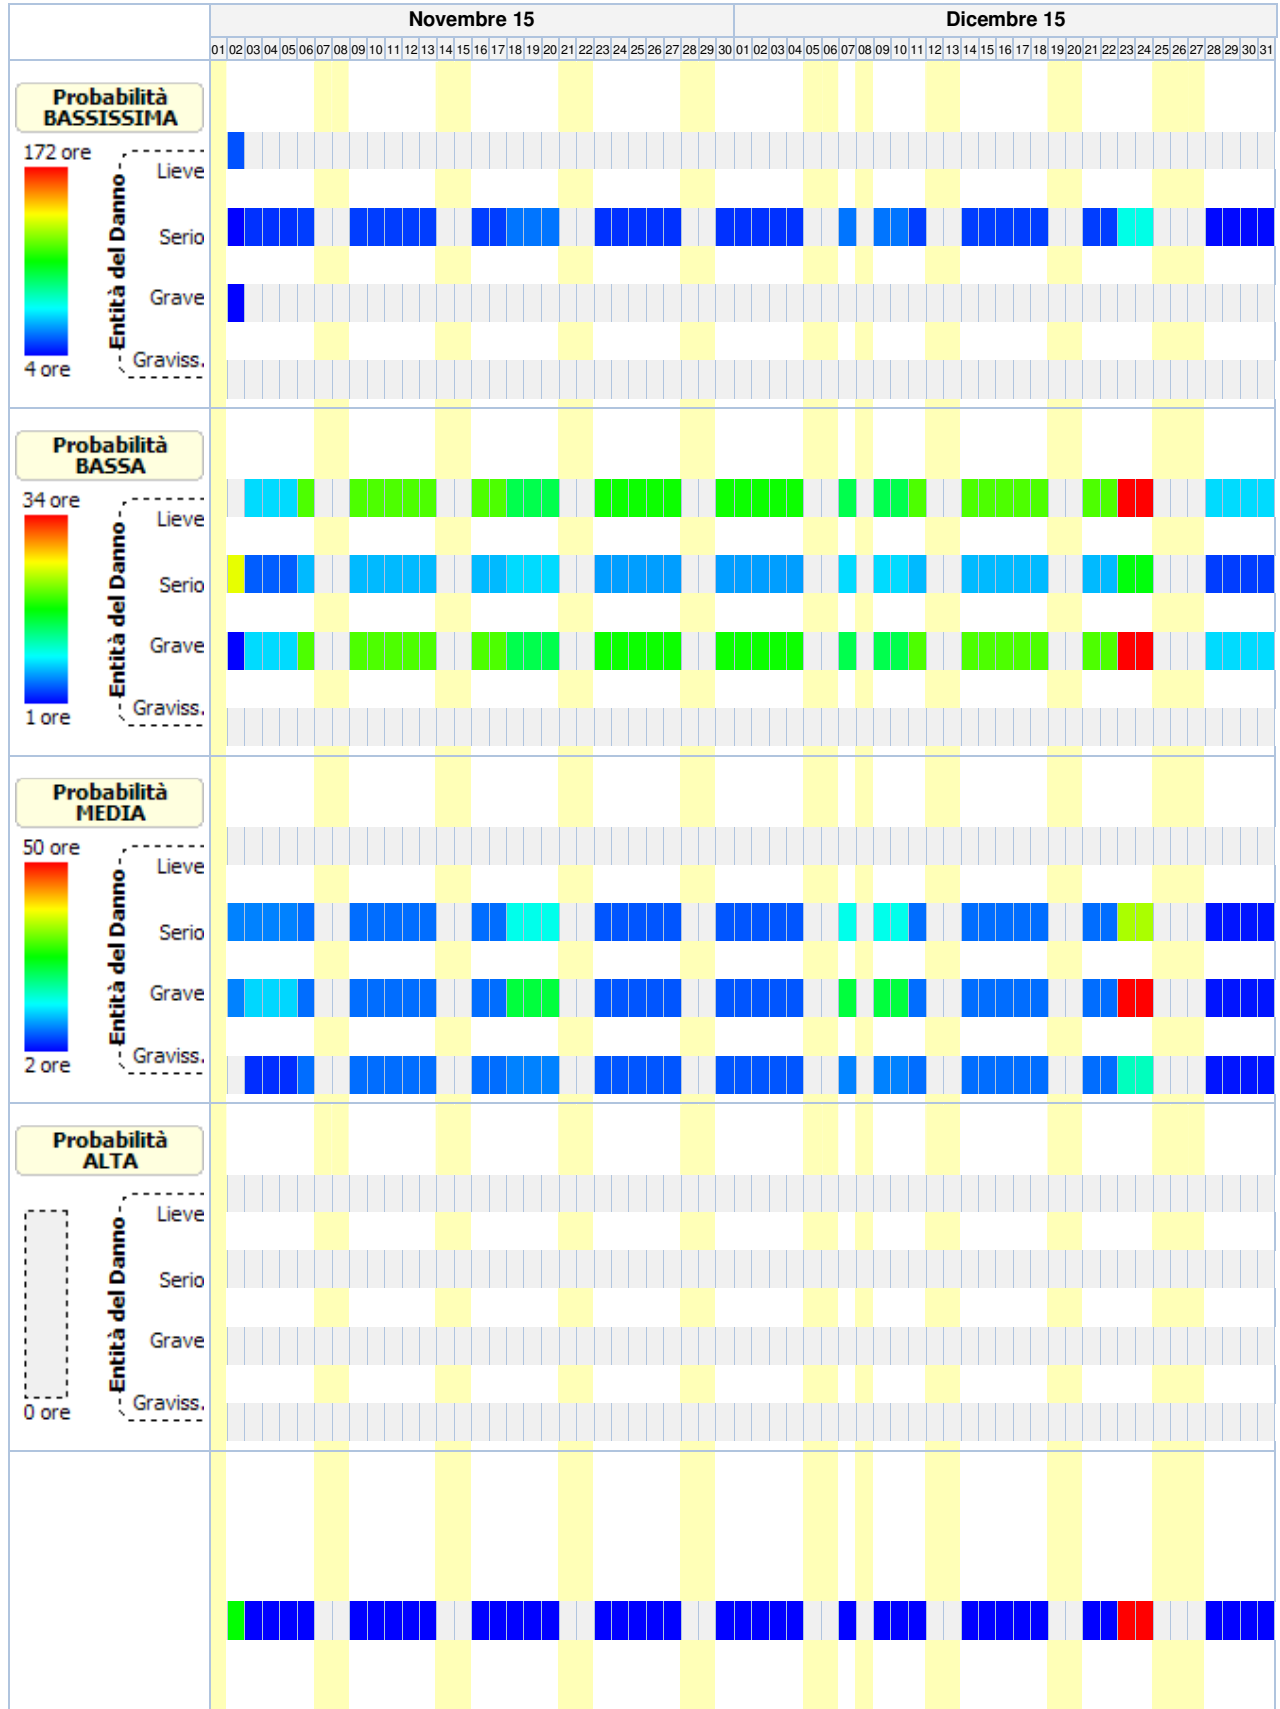 Novembre 15 Dicembre 15
01 02 03 04 05 06 07 08 09 10 11 12 13 14 15 16 17 18 19 20 21 22 23 24 25 26 27 28 29 30 01 02 03 04 05 06 07 08 09 10 11 12 13 14 15 16 17 18 19 20 21 22 23 24 25 26 27 28 29 30 31
Probabilità
BASSISSIMA
172 ore
Lieve
Serio
Grave
Graviss.
Entità del Danno
4 ore
Probabilità
BASSA
34 ore
Lieve
Serio
Grave
Graviss.
Entità del Danno
1 ore
Probabilità
MEDIA
50 ore
Lieve
Serio
Grave
Graviss.
Entità del Danno
2 ore
Probabilità
ALTA
Lieve
Serio
Grave
Graviss.
Entità del Danno
0 ore